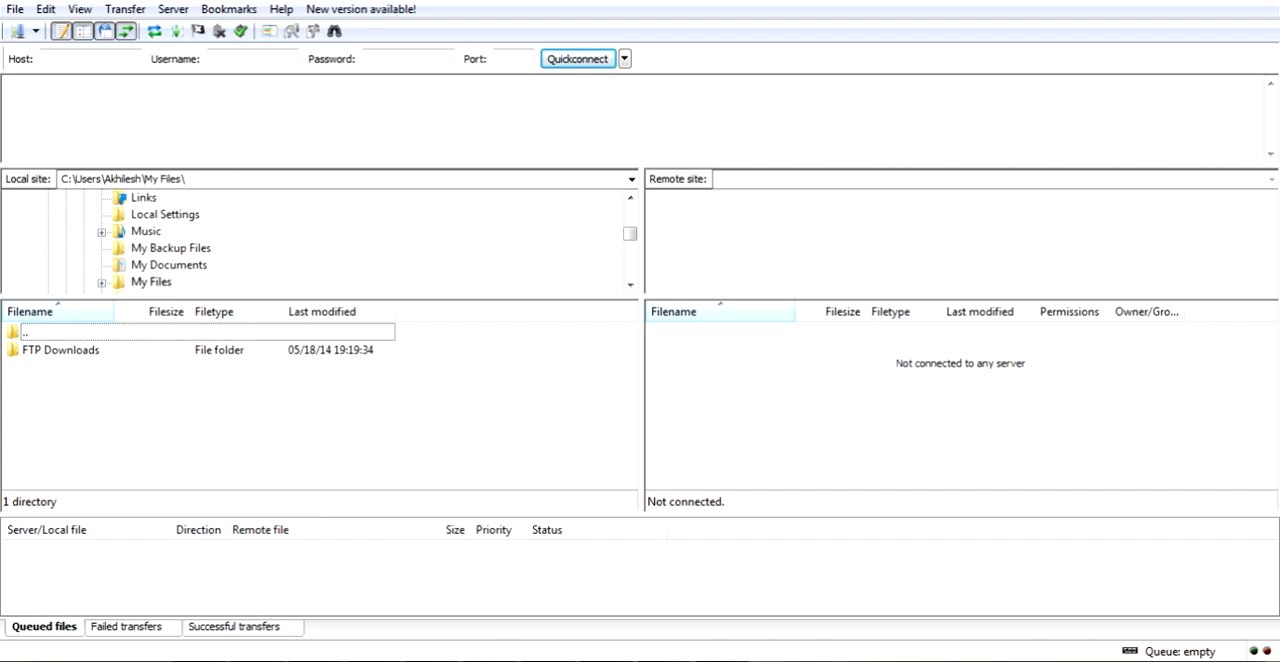 File Edit View Transfer Server Bookmarks Help New version available!
Host: Username: Password: Port: Quickconnect
Local site: C:\Users\Akhilesh\My Files\
Links
Local Settings
Music
My Backup Files
My Documents
My Files
Remote site:
Filename Filesize Filetype Last modified
..
FTP Downloads File folder 05/18/14 19:19:34
1 directory
Filename Filesize Filetype Last modified Permissions Owner/Gro...
Not connected to any server
Not connected.
Server/Local file Direction Remote file Size Priority Status
Queued files Failed transfers Successful transfers
Queue: empty